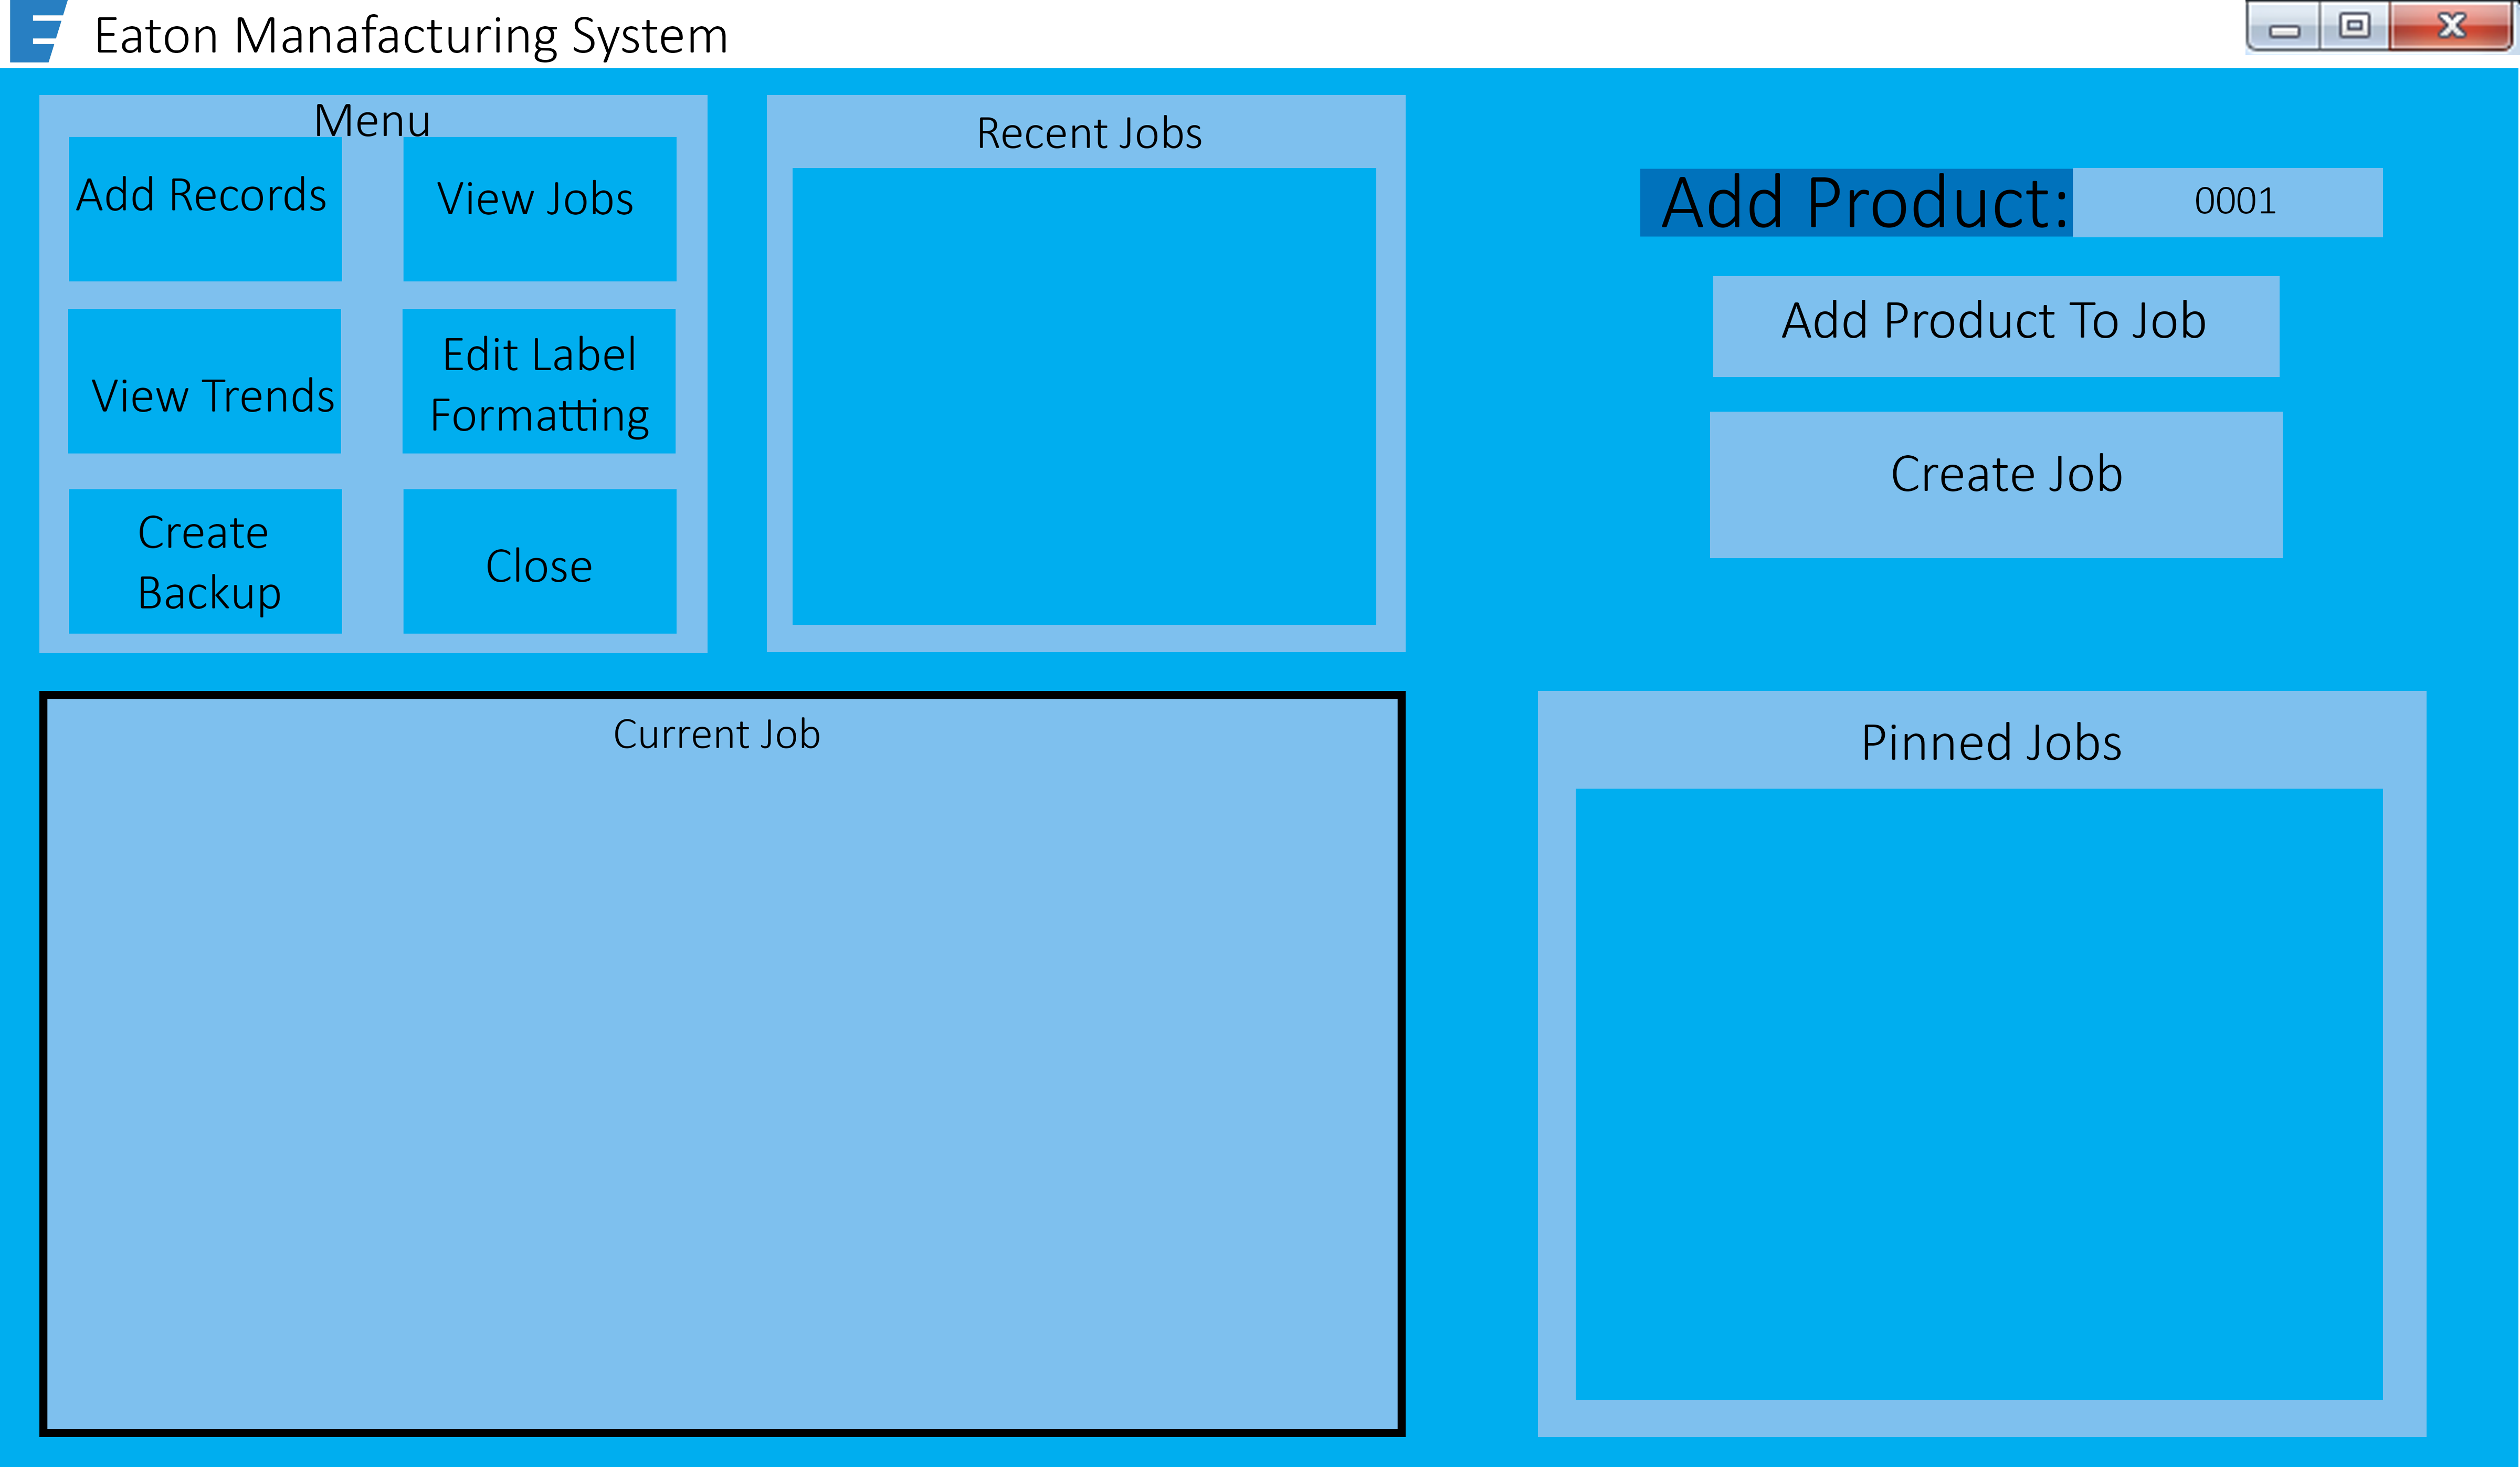 Eaton Manafacturing System
Menu
Add Records
View Jobs
View Trends
Edit Label
Formatting
Create
Backup
Close
Recent Jobs
Add Product:
0001
Add Product To Job
Create Job
Current Job
Pinned Jobs